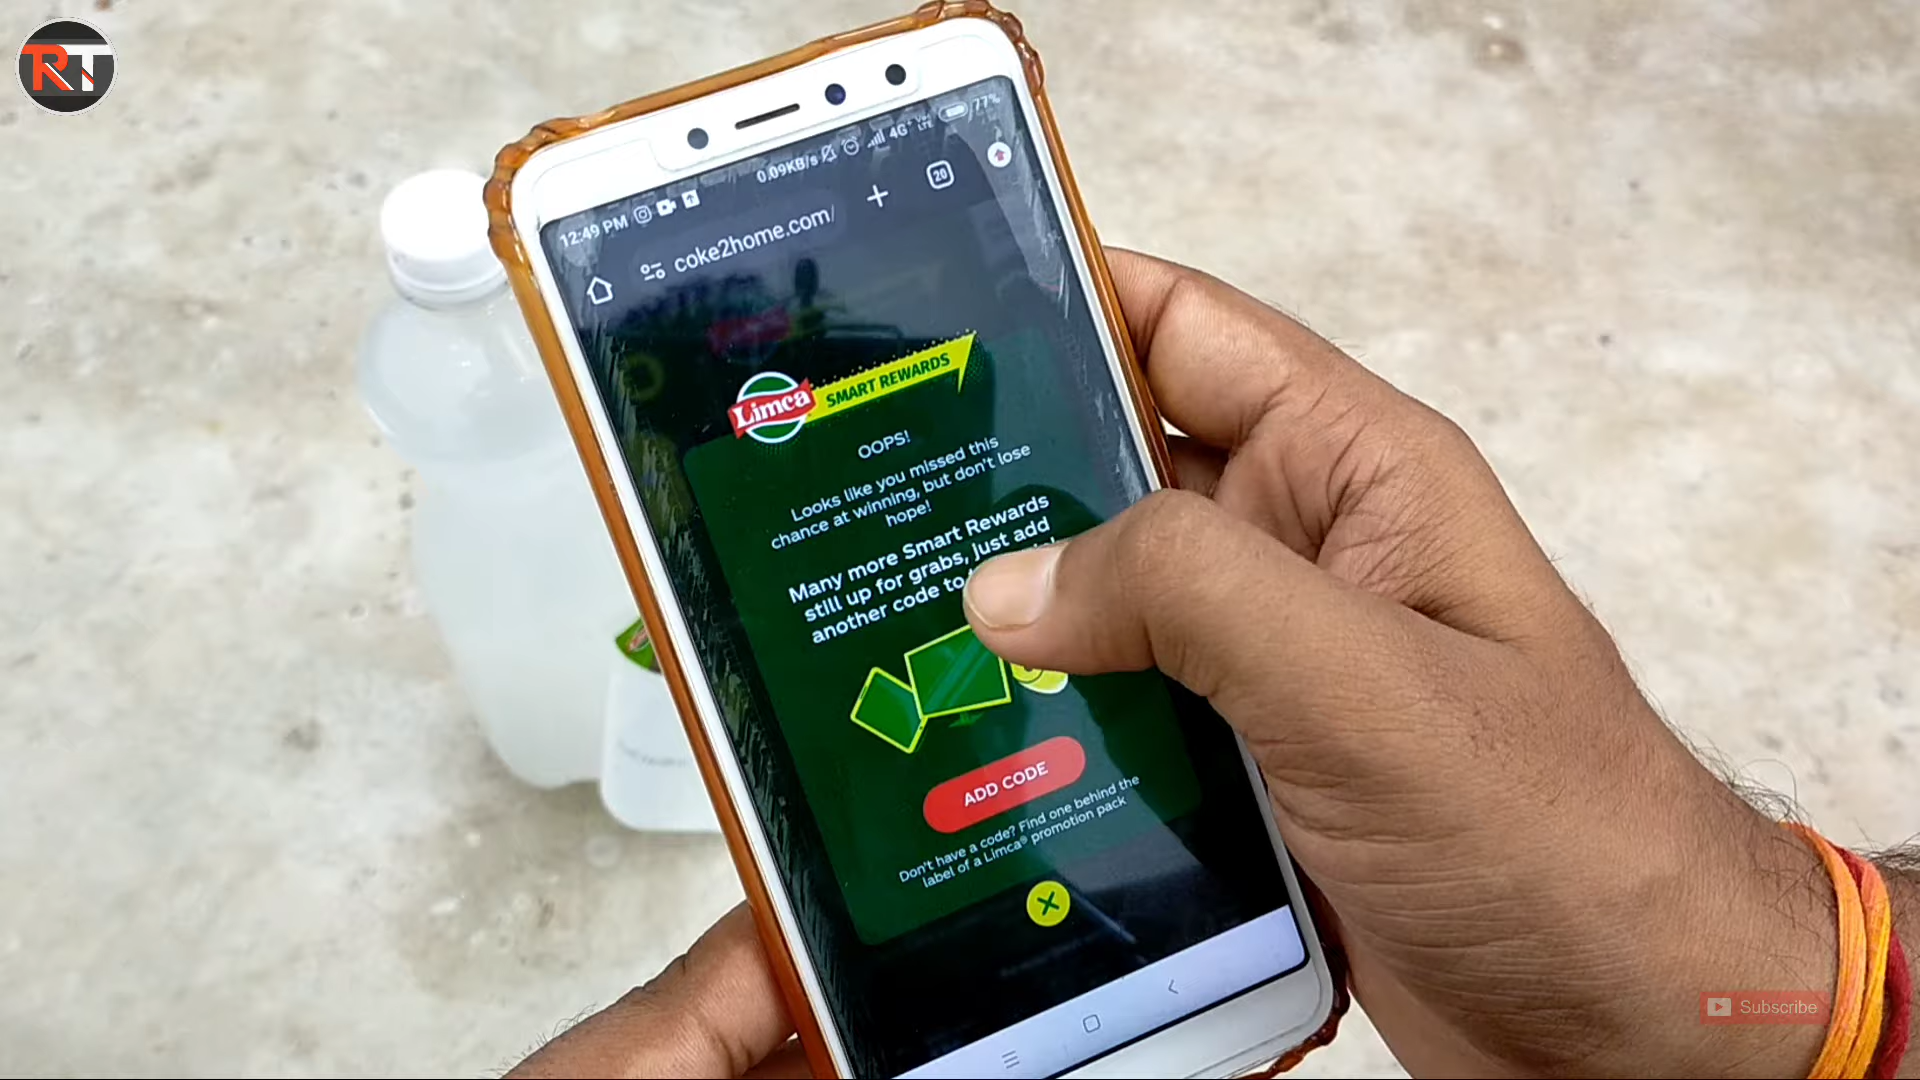 RT
12:49 PM
0.09KB/s
4G+
Vo
LTE
77%
coke2home.com/
20
Limca
SMART REWARDS
OOPS!
Looks like you missed this
chance at winning, but don't lose
hope!
Many more Smart Rewards
still up for grabs, just add
another code to
ADD CODE
Don't have a code? Find one behind the
label of a Limca® promotion pack
Subscribe